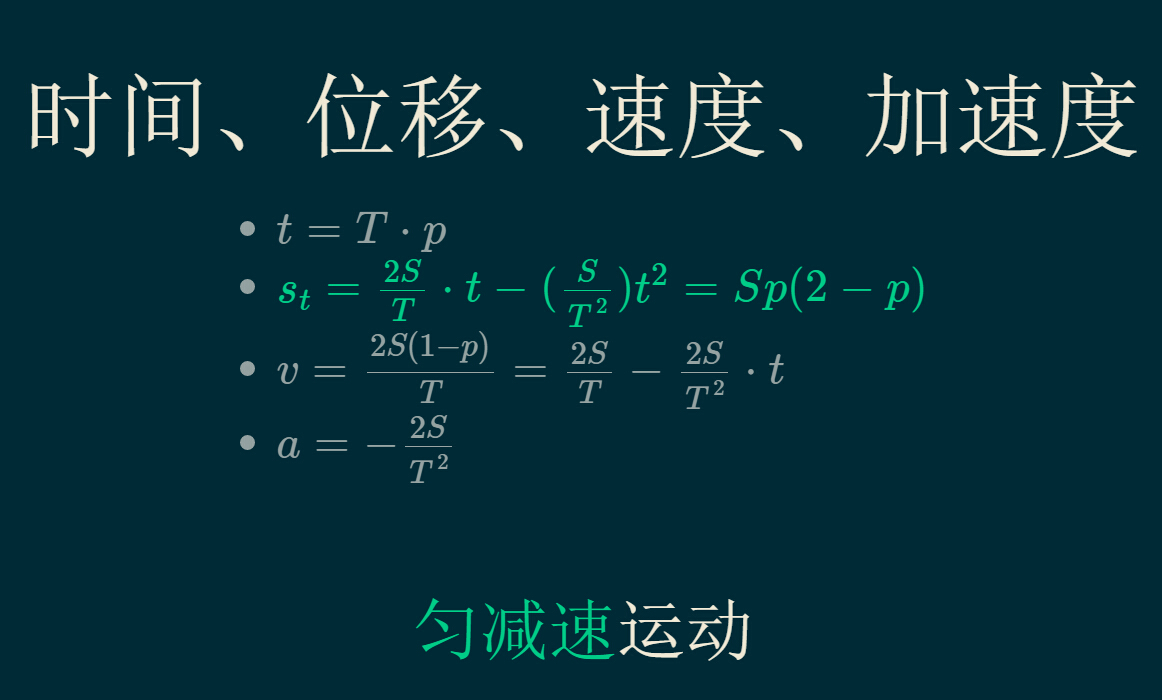 时间、位移、速度、加速度
• $t = T \cdot p$
• $s_t = \frac{2S}{T} \cdot t - (\frac{S}{T^2})t^2 = Sp(2 - p)$
• $v = \frac{2S(1-p)}{T} = \frac{2S}{T} - \frac{2S}{T^2} \cdot t$
• $a = -\frac{2S}{T^2}$
匀减速运动